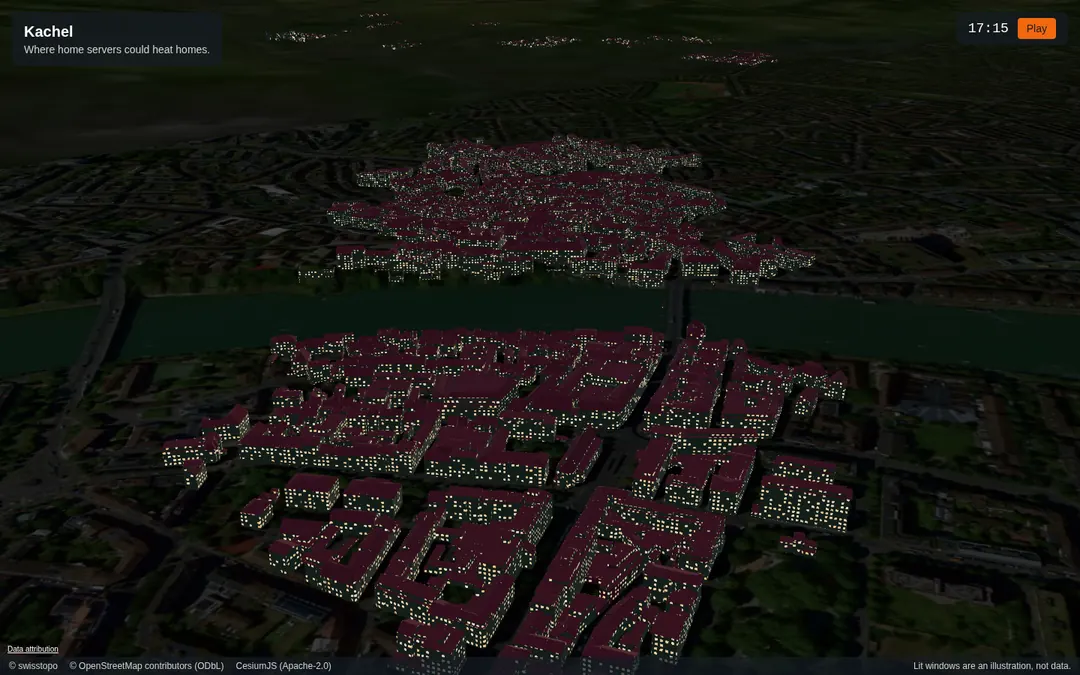 Kachel
Where home servers could heat homes.
17:15
Play
Data attribution
© swisstopo © OpenStreetMap contributors (ODbL) CesiumJS (Apache-2.0)
Lit windows are an illustration, not data.